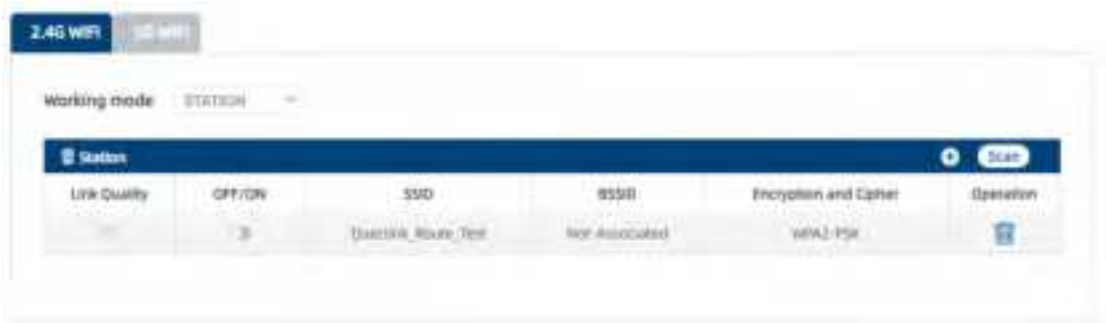 2.4G WIFI 5G WIFI
Working mode STATION
Station Scan
Link Quality OFF/ON SSID BSSID Encryption and Cipher Operation
Route_Test Not Associated WPA2-PSK